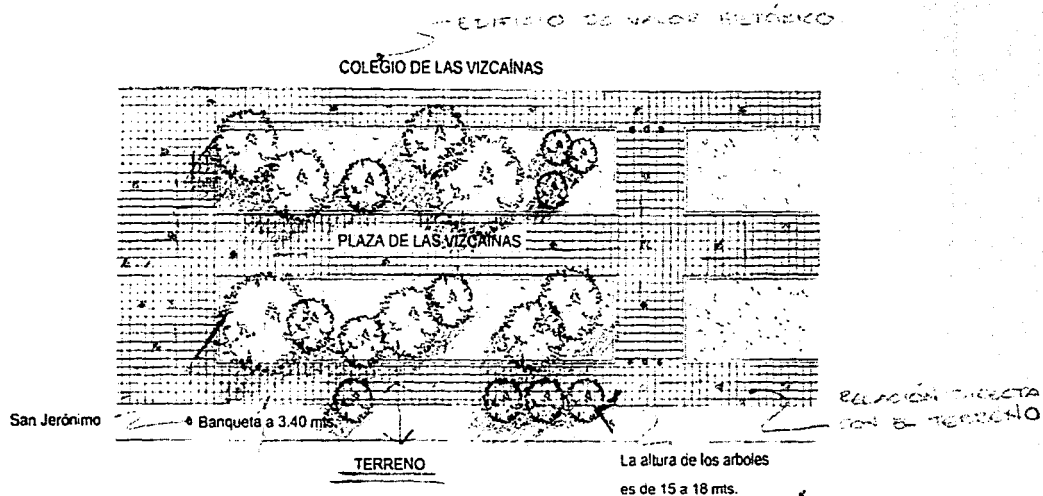 EDIFICIO DE VALOR HISTÓRICO
COLEGIO DE LAS VIZCAÍNAS
PLAZA DE LAS VIZCAÍNAS
San Jerónimo
Banqueta a 3.40 mts.
RELACIÓN DIRECTA
CON EL TERRENO
TERRENO
La altura de los arboles
es de 15 a 18 mts.